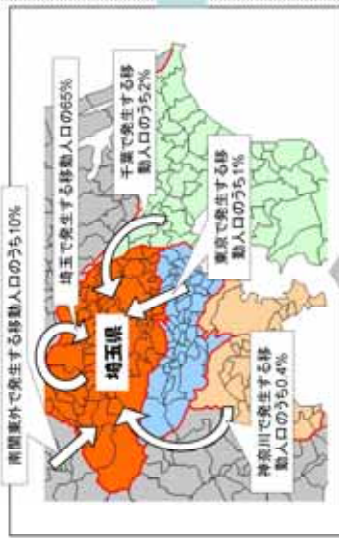 南関東外で発生する移動人口のうち10%
埼玉で発生する移動人口の65%
千葉で発生する移
動人口のうち2%
埼玉県
東京で発生する移
動人口のうち1%
神奈川で発生する移
動人口のうち0.4%